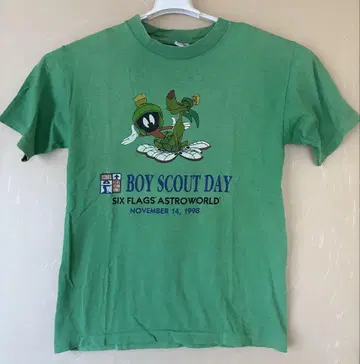 BOY SCOUT DAY
SIX FLAGS ASTROWORLD
NOVEMBER 14, 1998